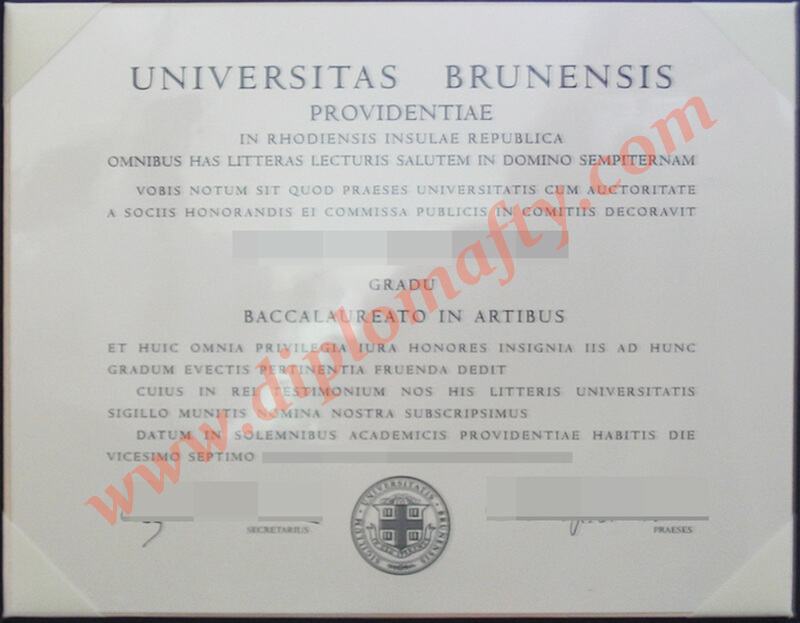 UNIVERSITAS BRUNENSIS
PROVIDENTIAE
IN RHODIENSIS INSULAE REPUBLICA
OMNIBUS HAS LITTERAS LECTURIS SALUTEM IN DOMINO SEMPITERNAM
VOBIS NOTUM SIT QUOD PRAESES UNIVERSITATIS CUM AUCTORITATE
A SOCIIS HONORANDIS EI COMMISSA PUBLICIS IN COMITIIS DECORAVIT
GRADU
BACCALAUREATO IN ARTIBUS
ET HUIC OMNIA PRIVILEGIA IURA HONORES INSIGNIA IIS AD HUNC
GRADUM EVECTIS PERTINENTIA FRUENDA DEDIT
CUIUS IN REI TESTIMONIUM NOS HIS LITTERIS UNIVERSITATIS
SIGILLO MUNITIS NOMINA NOSTRA SUBSCRIPSIMUS
DATUM IN SOLEMNIBUS ACADEMICIS PROVIDENTIAE HABITIS DIE
VICESIMO SEPTIMO
SECRETARIUS
SIGILLUM · UNIVERSITATIS · BRUNENSIS
PRAESES
www.diplomafty.com